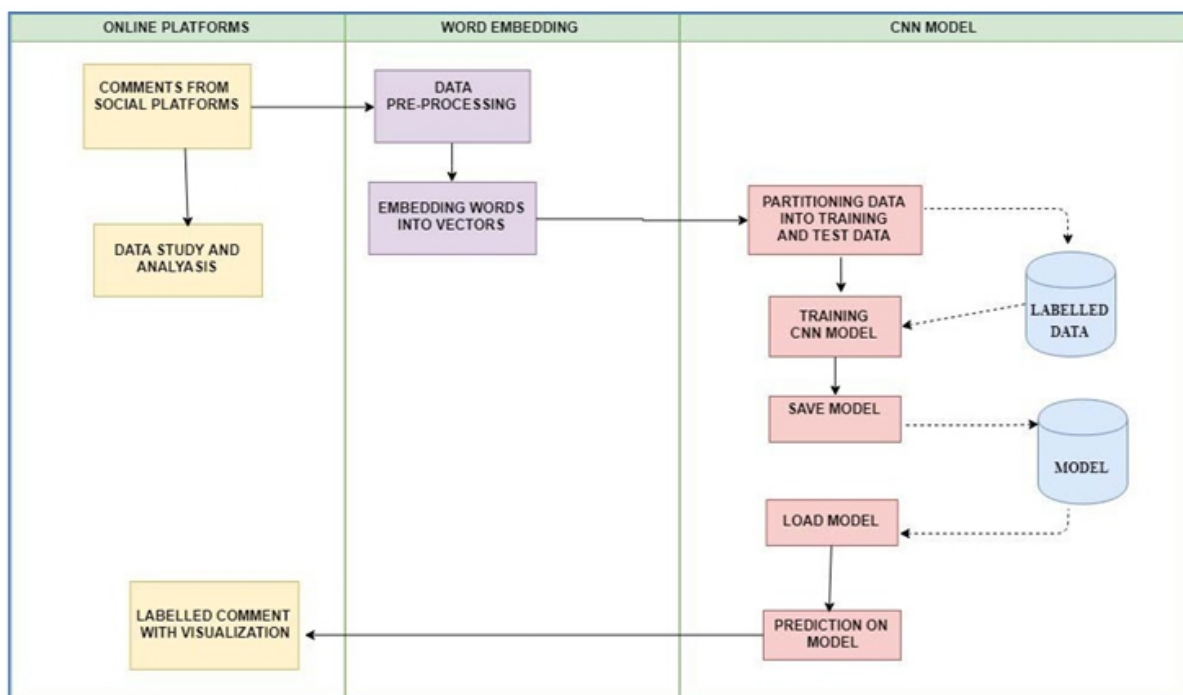 ONLINE PLATFORMS
WORD EMBEDDING
CNN MODEL
COMMENTS FROM
SOCIAL PLATFORMS
DATA
PRE-PROCESSING
DATA STUDY AND
ANALYASIS
EMBEDDING WORDS
INTO VECTORS
PARTITIONING DATA
INTO TRAINING
AND TEST DATA
LABELLED
DATA
TRAINING
CNN MODEL
SAVE MODEL
MODEL
LOAD MODEL
PREDICTION ON
MODEL
LABELLED COMMENT
WITH VISUALIZATION